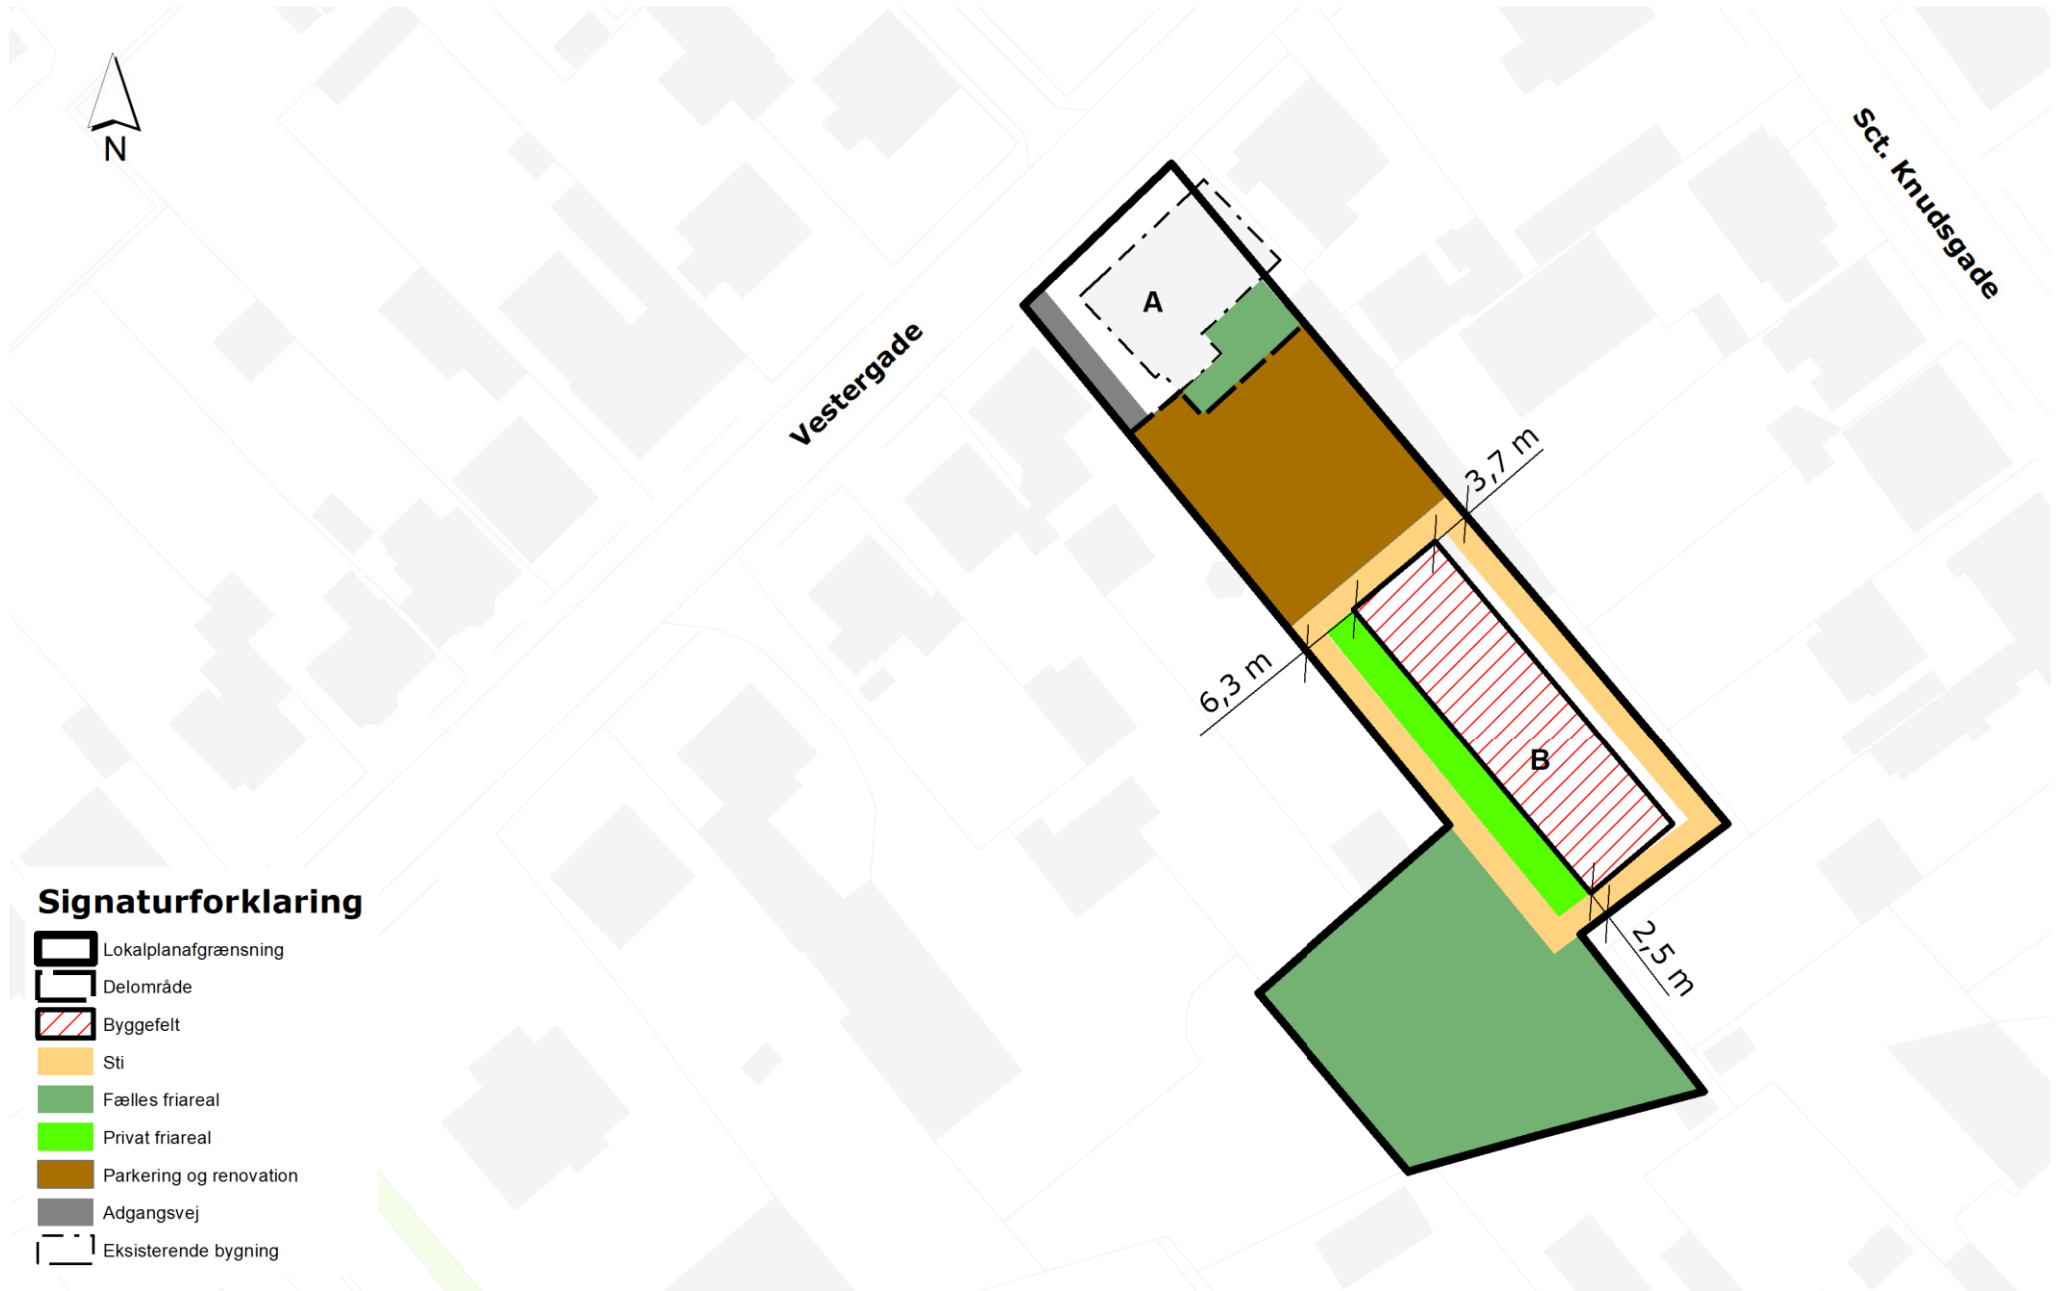 N
Sct. Knudsgade
A
Vestergade
3,7 m
6,3 m
B
2,5 m
Signaturforklaring
Lokalplanafgrænsning
Delområde
Byggefelt
Sti
Fælles friareal
Privat friareal
Parkering og renovation
Adgangsvej
Eksisterende bygning